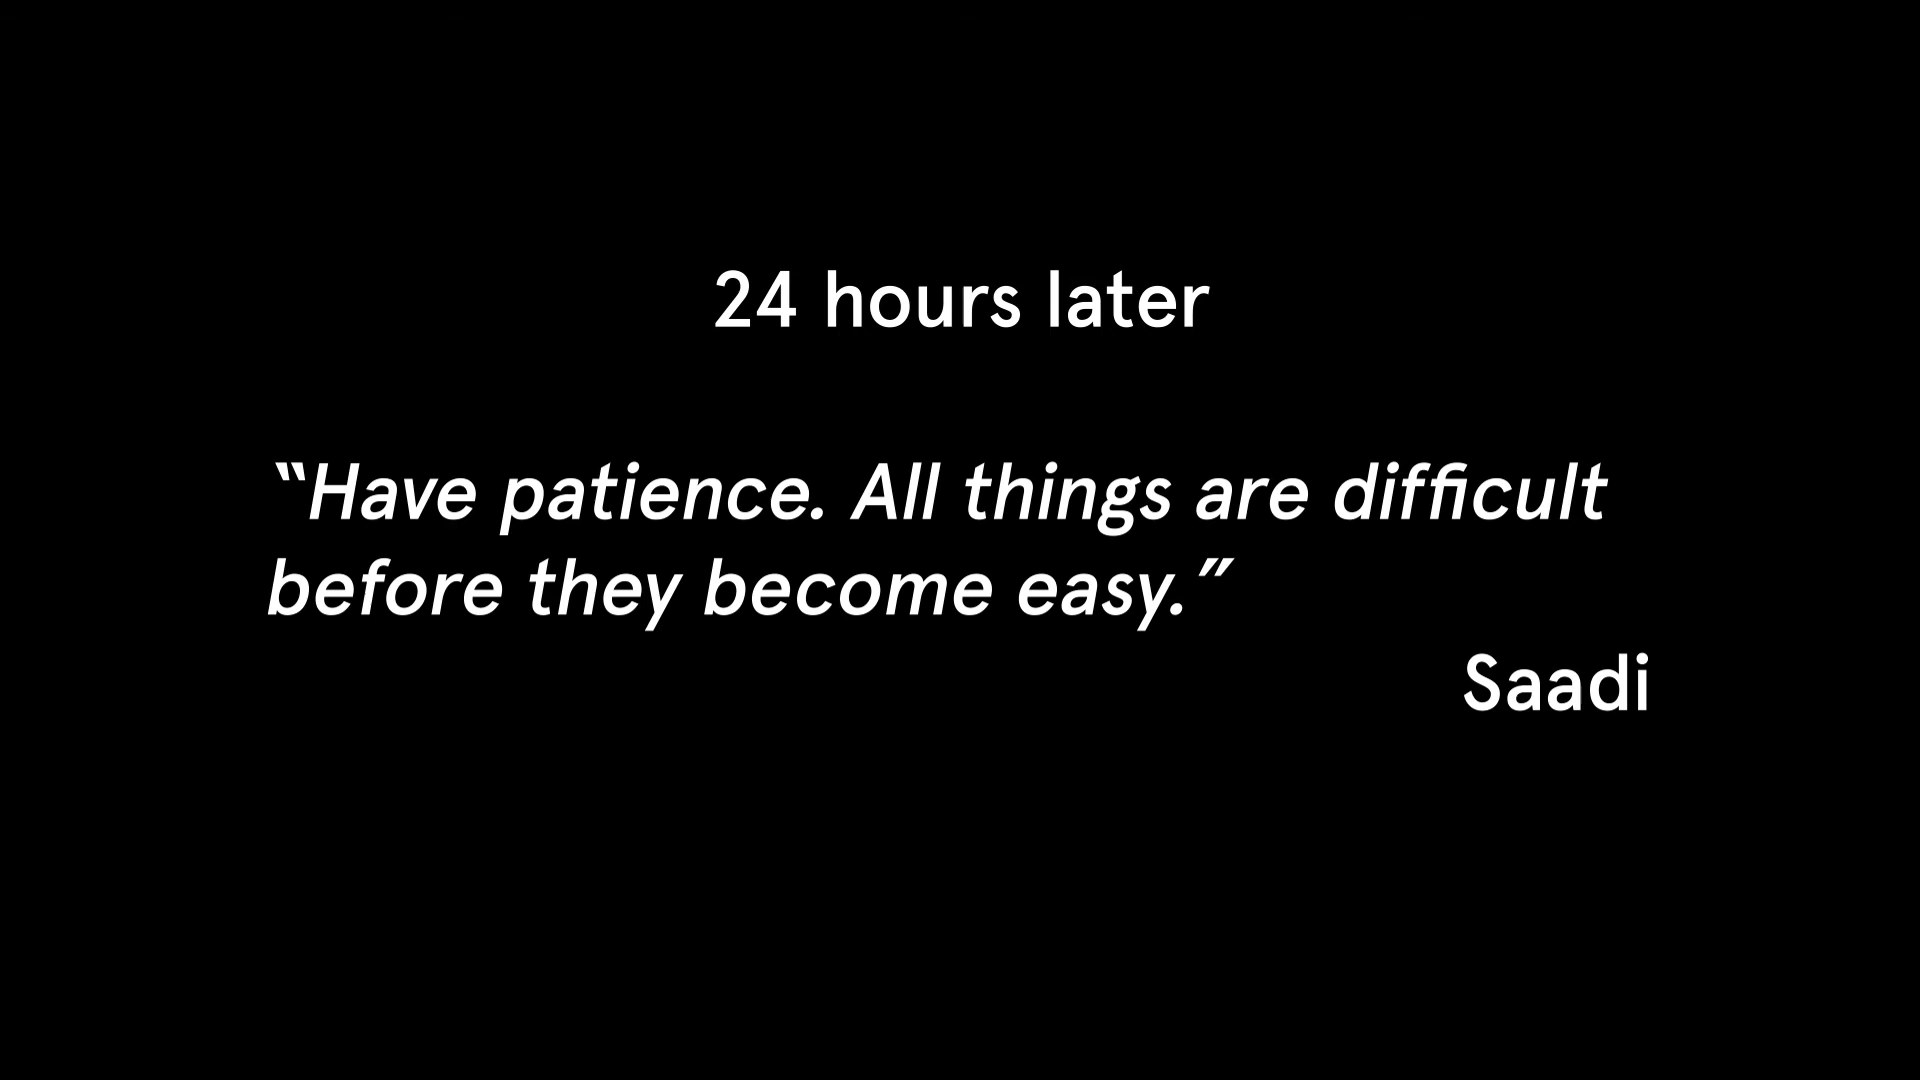 24 hours later
“Have patience. All things are difficult
before they become easy.”
Saadi